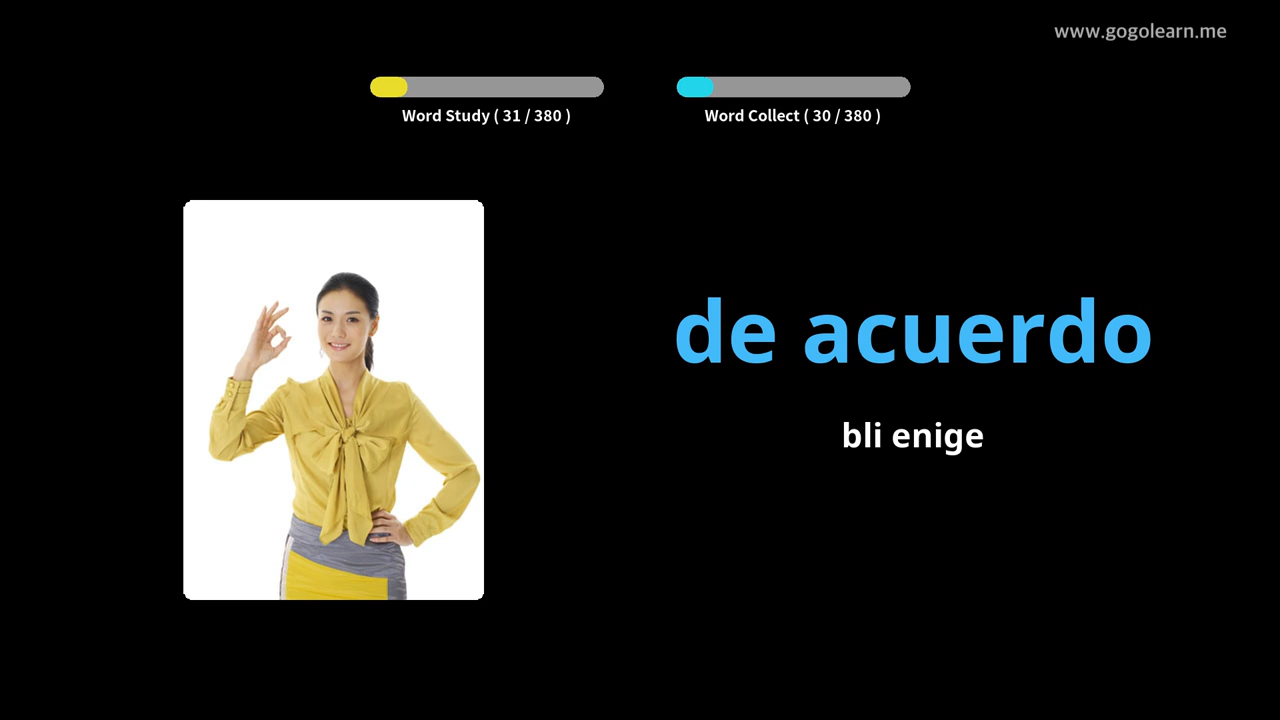 www.gogolearn.me
Word Study ( 31 / 380 )
Word Collect ( 30 / 380 )
de acuerdo
bli enige